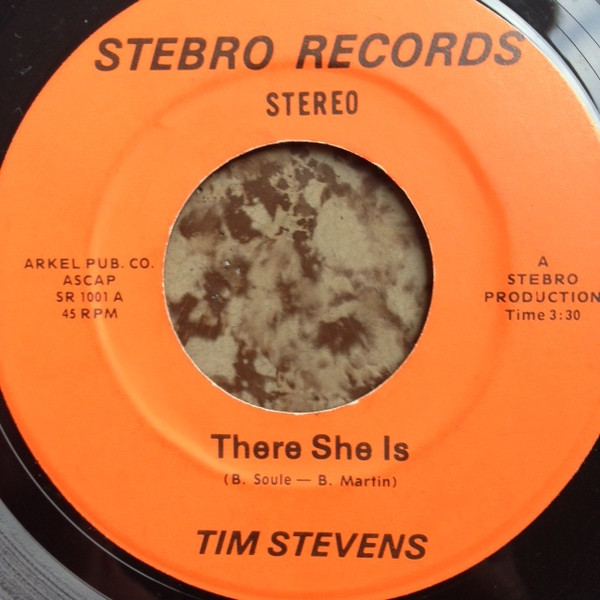 STEBRO RECORDS
STEREO
ARKEL PUB. CO.
ASCAP
SR 1001 A
45 RPM
A
STEBRO
PRODUCTION
Time 3:30
There She Is
(B. Soule — B. Martin)
TIM STEVENS